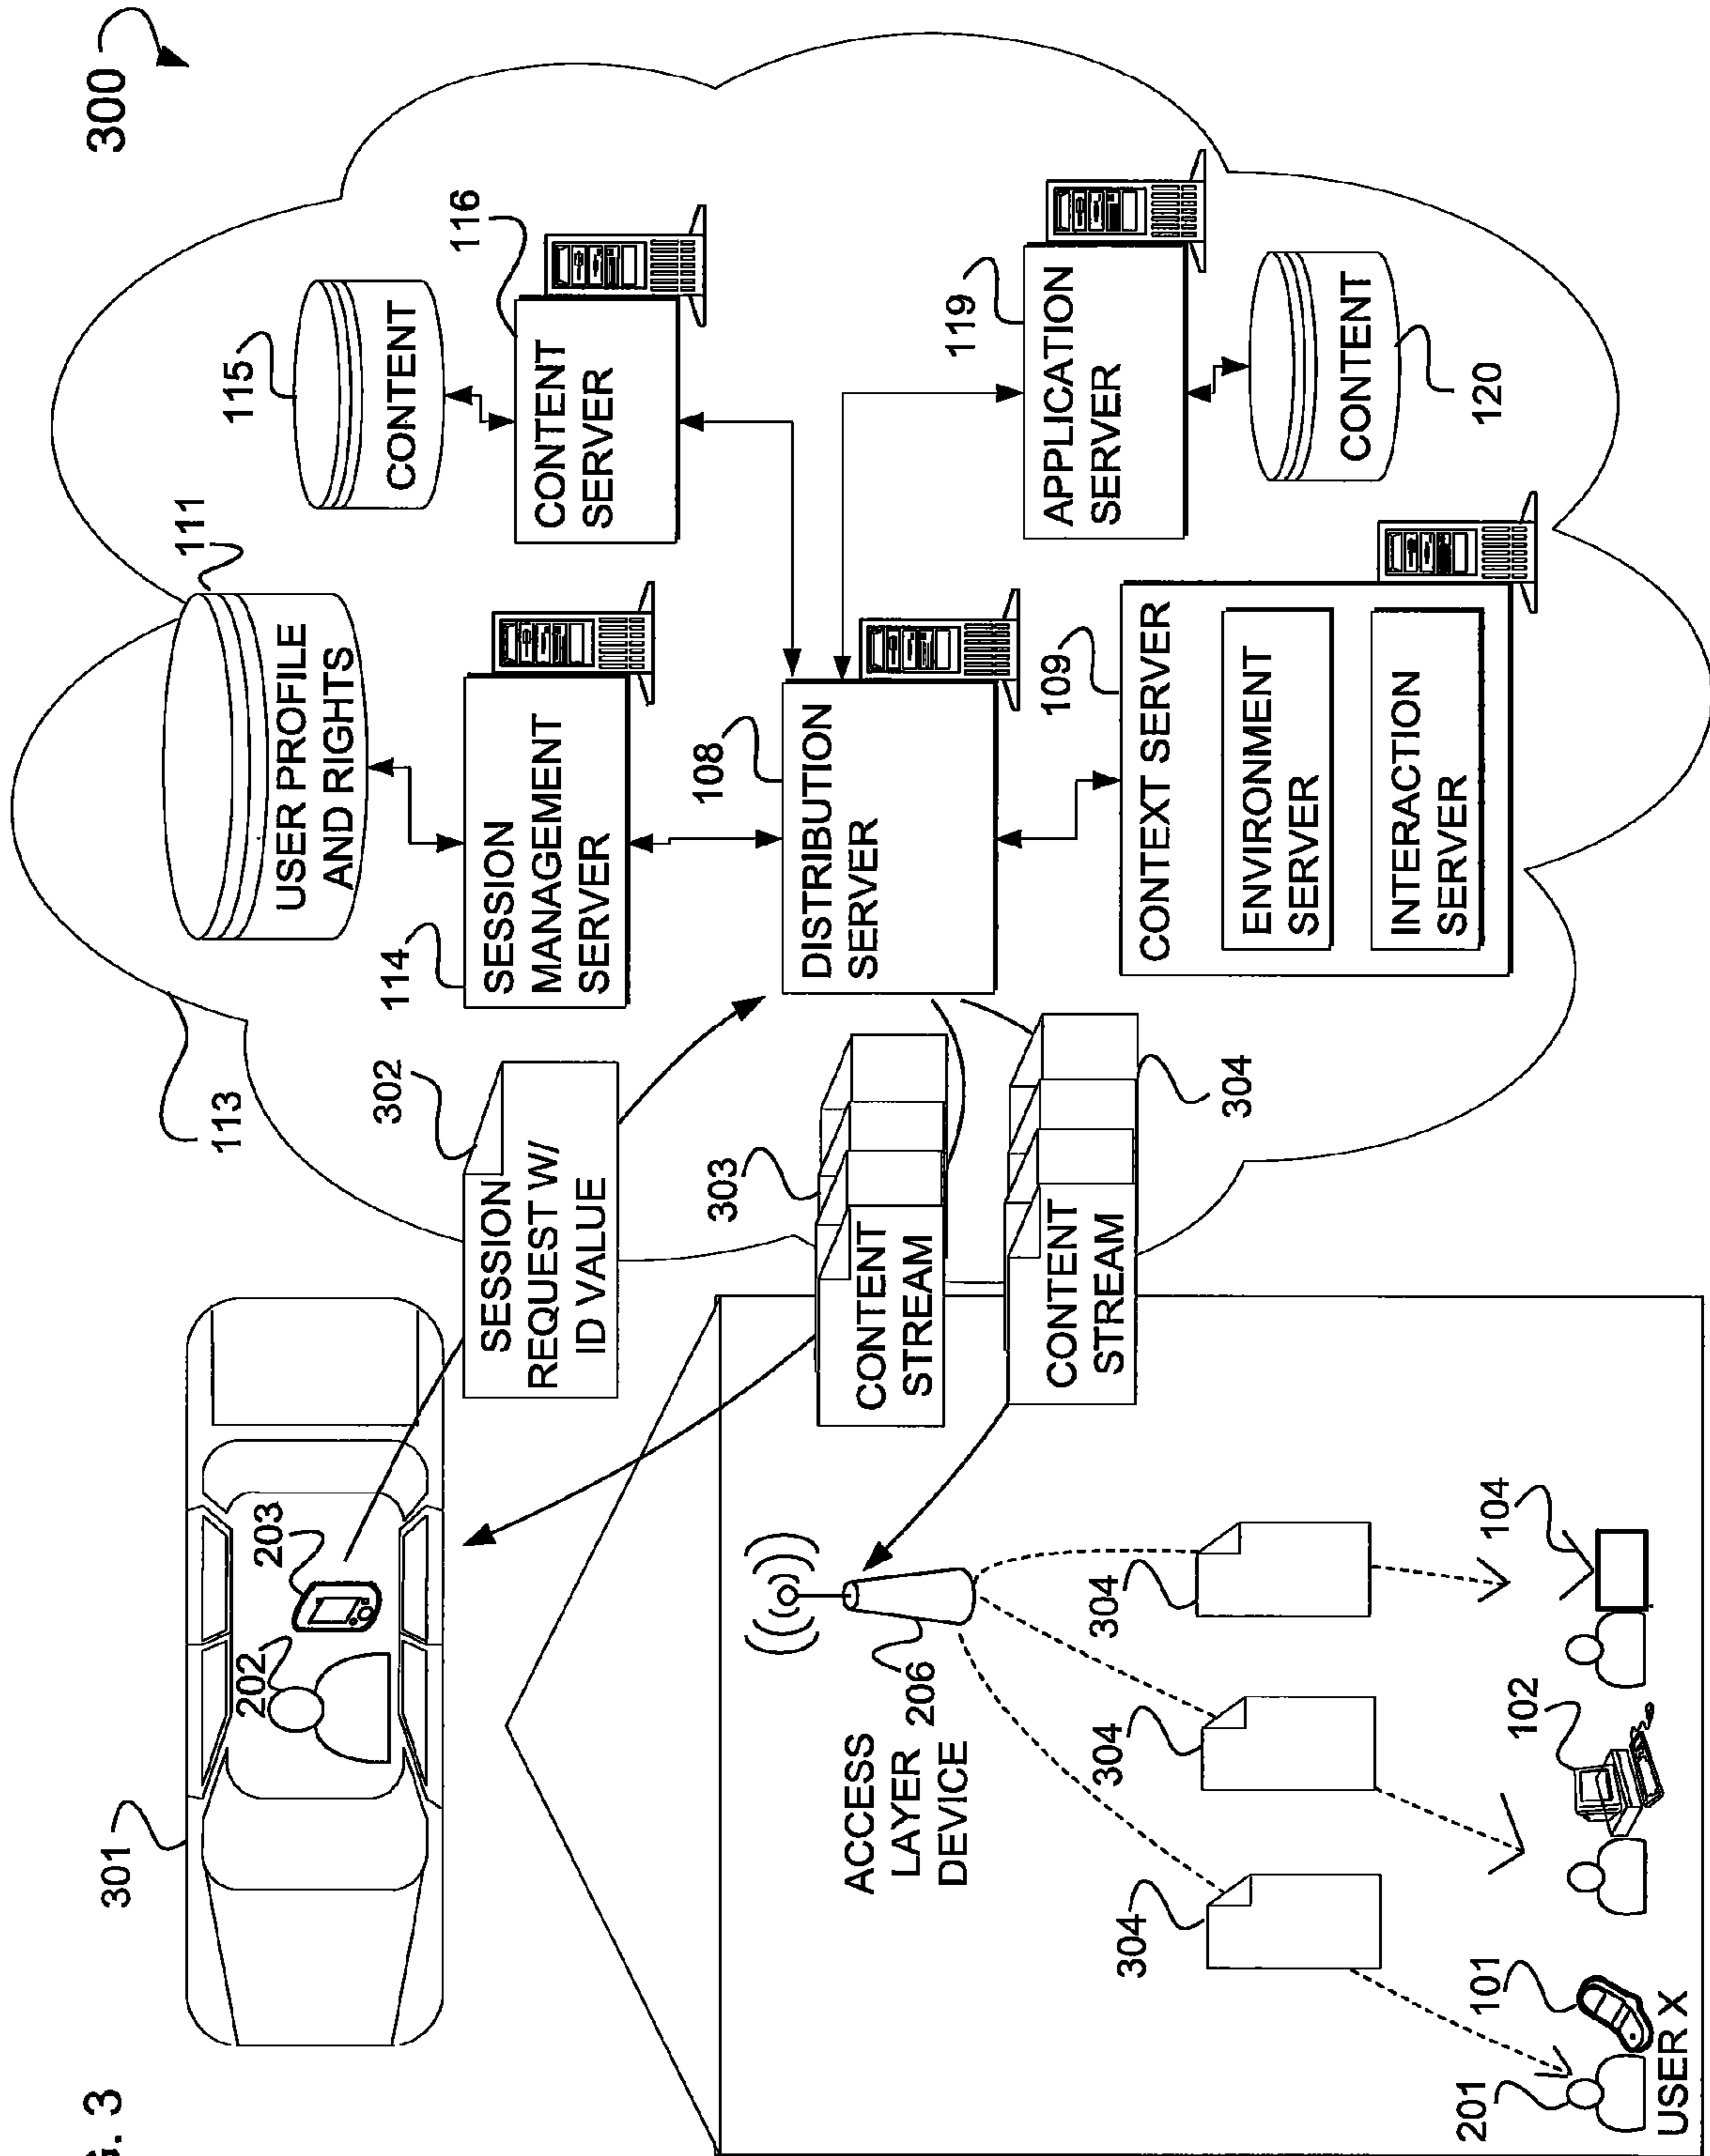 300
301
202
203
113
111
USER PROFILE
AND RIGHTS
115
CONTENT
114
SESSION
MANAGEMENT
SERVER
116
CONTENT
SERVER
302
SESSION
REQUEST W/
ID VALUE
108
DISTRIBUTION
SERVER
119
APPLICATION
SERVER
CONTENT
120
109
CONTEXT SERVER
ENVIRONMENT
SERVER
INTERACTION
SERVER
303
CONTENT
STREAM
304
CONTENT
STREAM
ACCESS
LAYER
DEVICE
206
304
304
304
201
101
USER X
102
104
. 3